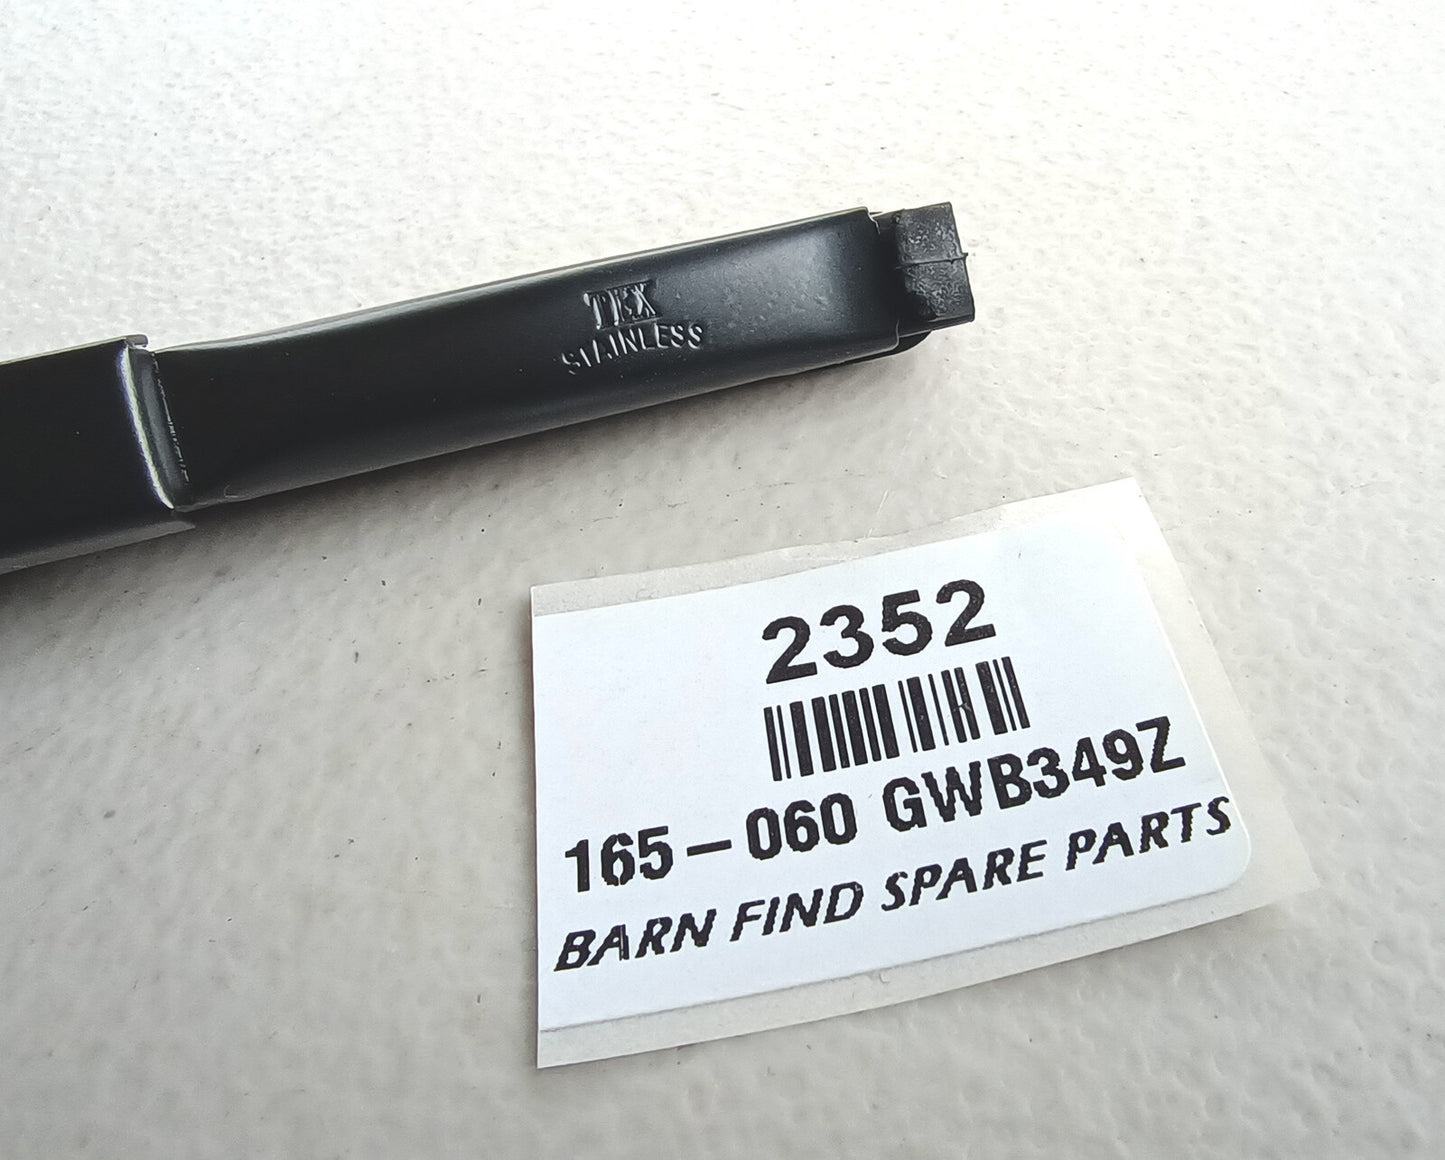 TEX
STAINLESS
2352
165-060 GWB349Z
BARN FIND SPARE PARTS